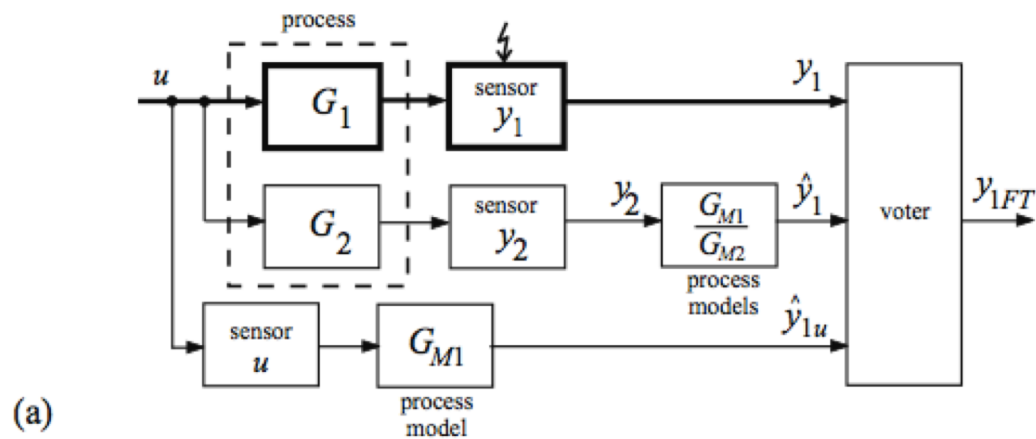 process
u
G1
sensor
y1
y1
G2
sensor
y2
y2
GM1
GM2
process
models
ŷ1
voter
y1FT
sensor
u
GM1
process
model
ŷ1u
(a)